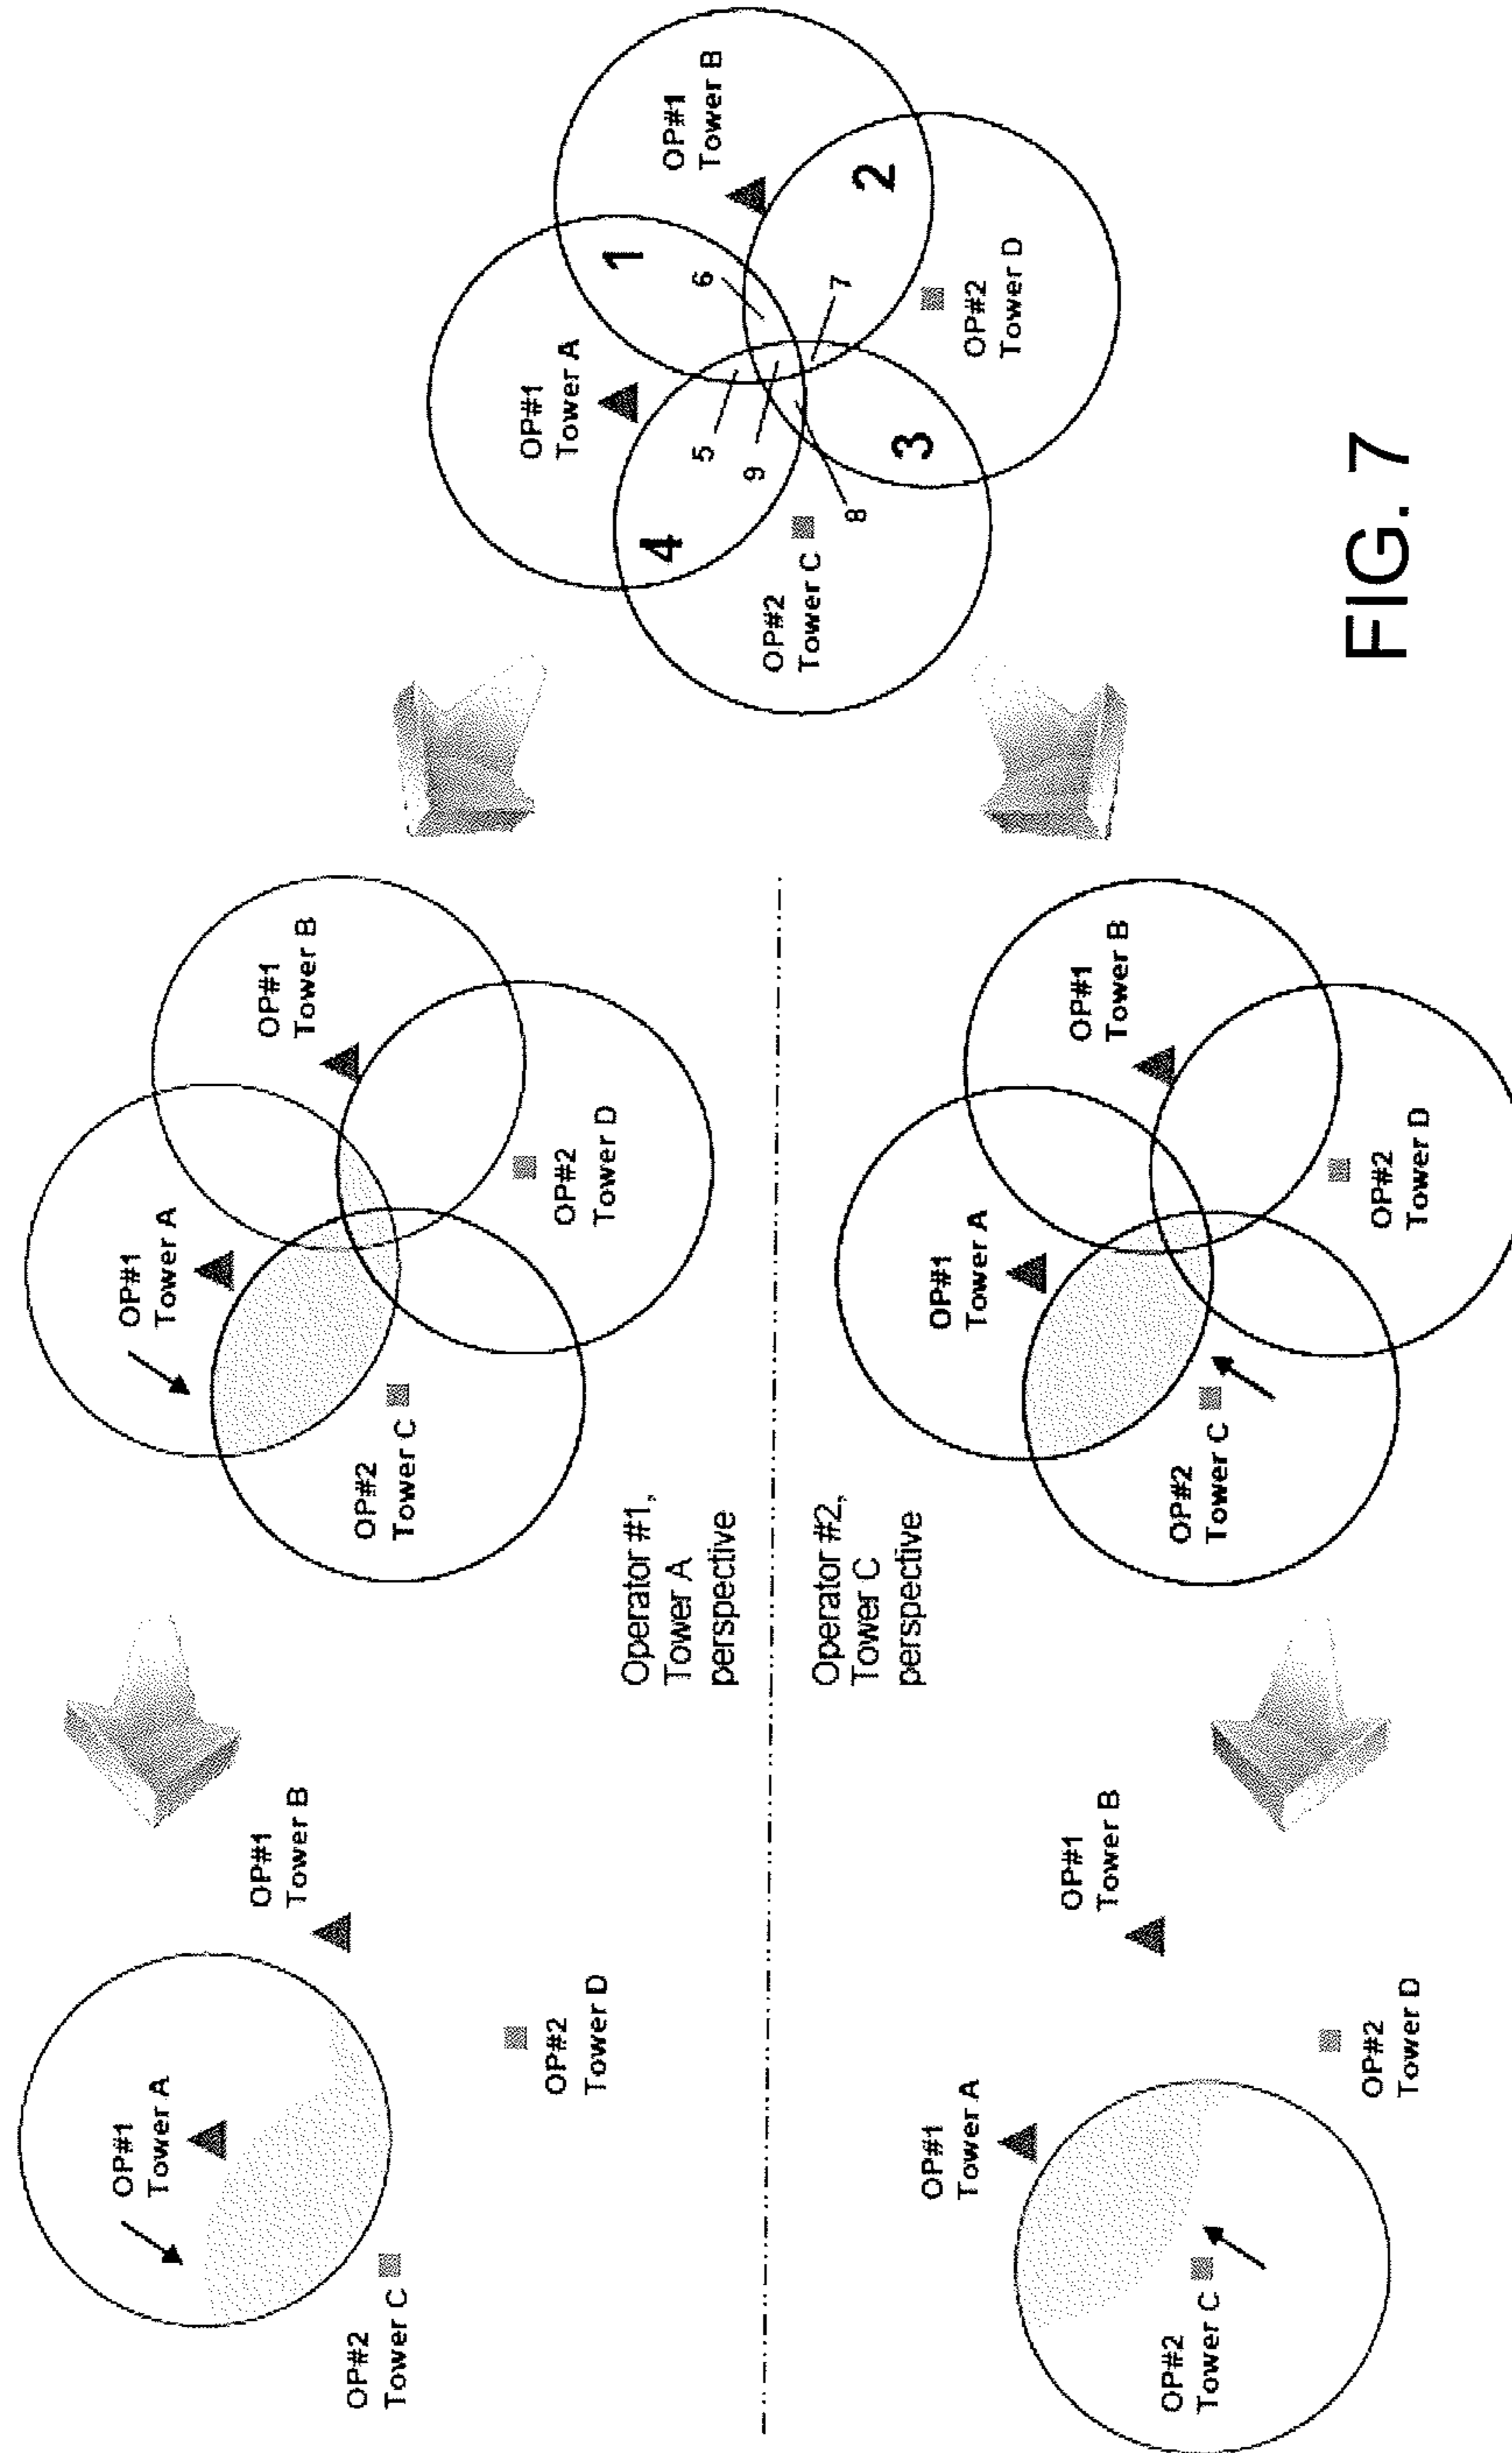 OP#1
Tower A
OP#1
Tower B
OP#2
Tower C
OP#2
Tower D
OP#1
Tower A
OP#1
Tower B
OP#2
Tower C
OP#2
Tower D
Operator #1,
Tower A
perspective
Operator #2,
Tower C
perspective
OP#1
Tower A
OP#1
Tower B
OP#2
Tower C
OP#2
Tower D
OP#1
Tower A
OP#1
Tower B
OP#2
Tower C
OP#2
Tower D
OP#1
Tower A
OP#1
Tower B
1
4
5
6
9
OP#2
Tower C
7
8
2
3
OP#2
Tower D
FIG. 7